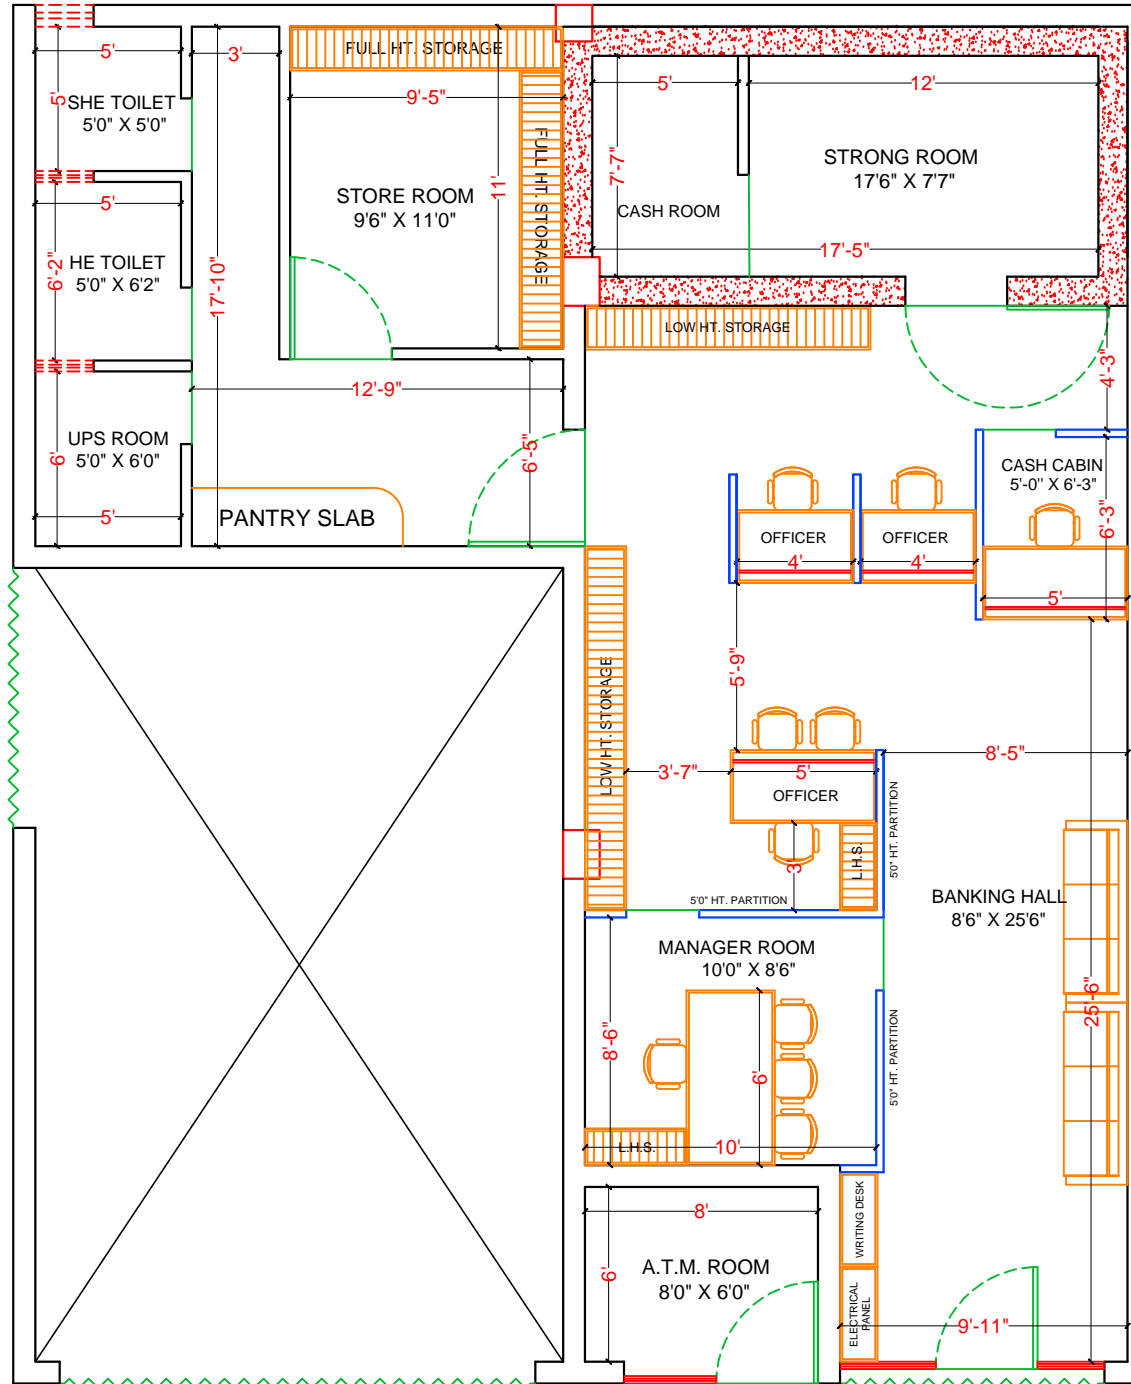 5'
3'
FULL HT. STORAGE
9'-5"
5'
12'
5'
SHE TOILET
5'0" X 5'0"
FULL HT. STORAGE
11'
7'-7"
STRONG ROOM
17'6" X 7'7"
STORE ROOM
9'6" X 11'0"
CASH ROOM
5'
6'-2"
HE TOILET
5'0" X 6'2"
17'-10"
17'-5"
LOW HT. STORAGE
4'-3"
12'-9"
UPS ROOM
5'0" X 6'0"
6'
6'-5"
CASH CABIN
5'-0" X 6'-3"
6'-3"
5'
PANTRY SLAB
OFFICER
OFFICER
4'
4'
5'
5'-9"
LOW HT. STORAGE
8'-5"
3'-7"
5'
OFFICER
5'0" HT. PARTITION
L.H.S.
3'
5'0" HT. PARTITION
BANKING HALL
8'6" X 25'6"
MANAGER ROOM
10'0" X 8'6"
25'-6"
8'-6"
6'
5'0" HT. PARTITION
L.H.S.
10'
8'
WRITING DESK
6'
A.T.M. ROOM
8'0" X 6'0"
ELECTRICAL
PANEL
9'-11"